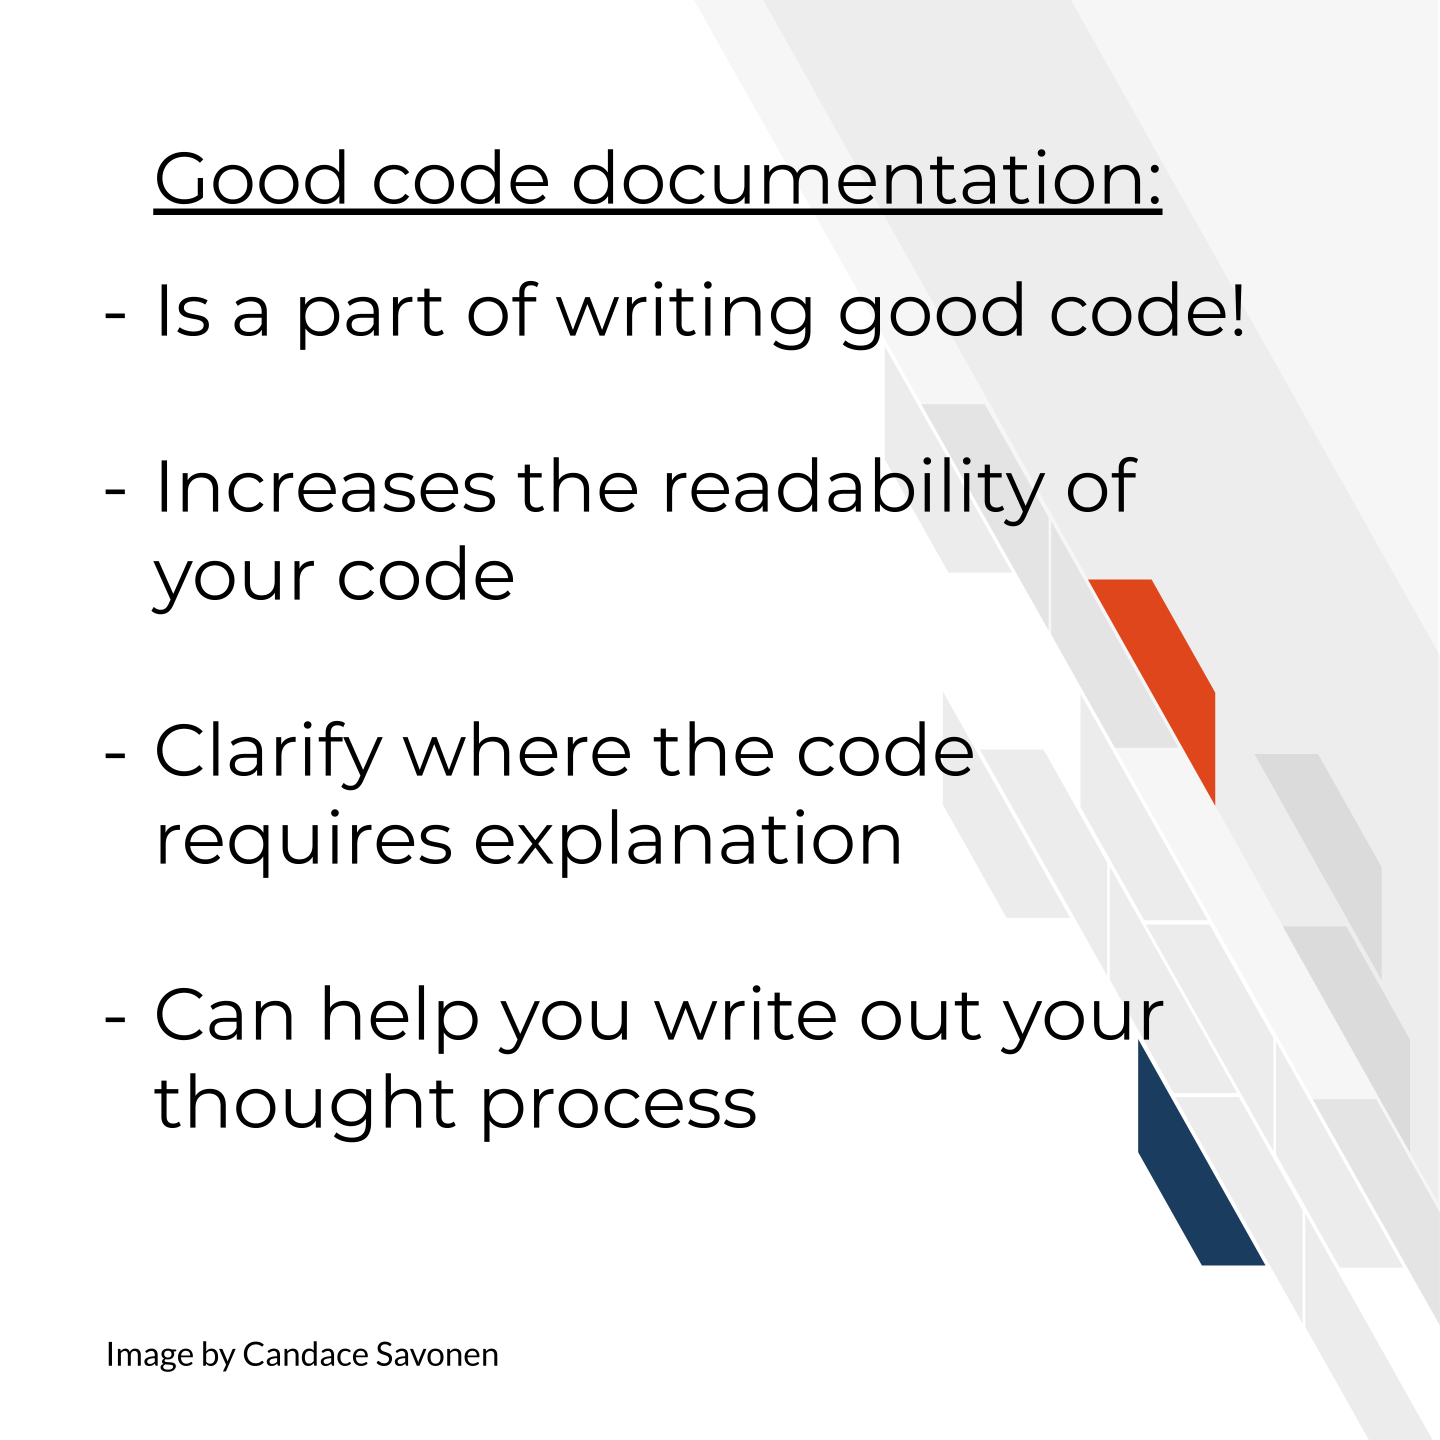 Good code documentation:
- Is a part of writing good code!
- Increases the readability of
your code
- Clarify where the code
requires explanation
- Can help you write out your
thought process
Image by Candace Savonen